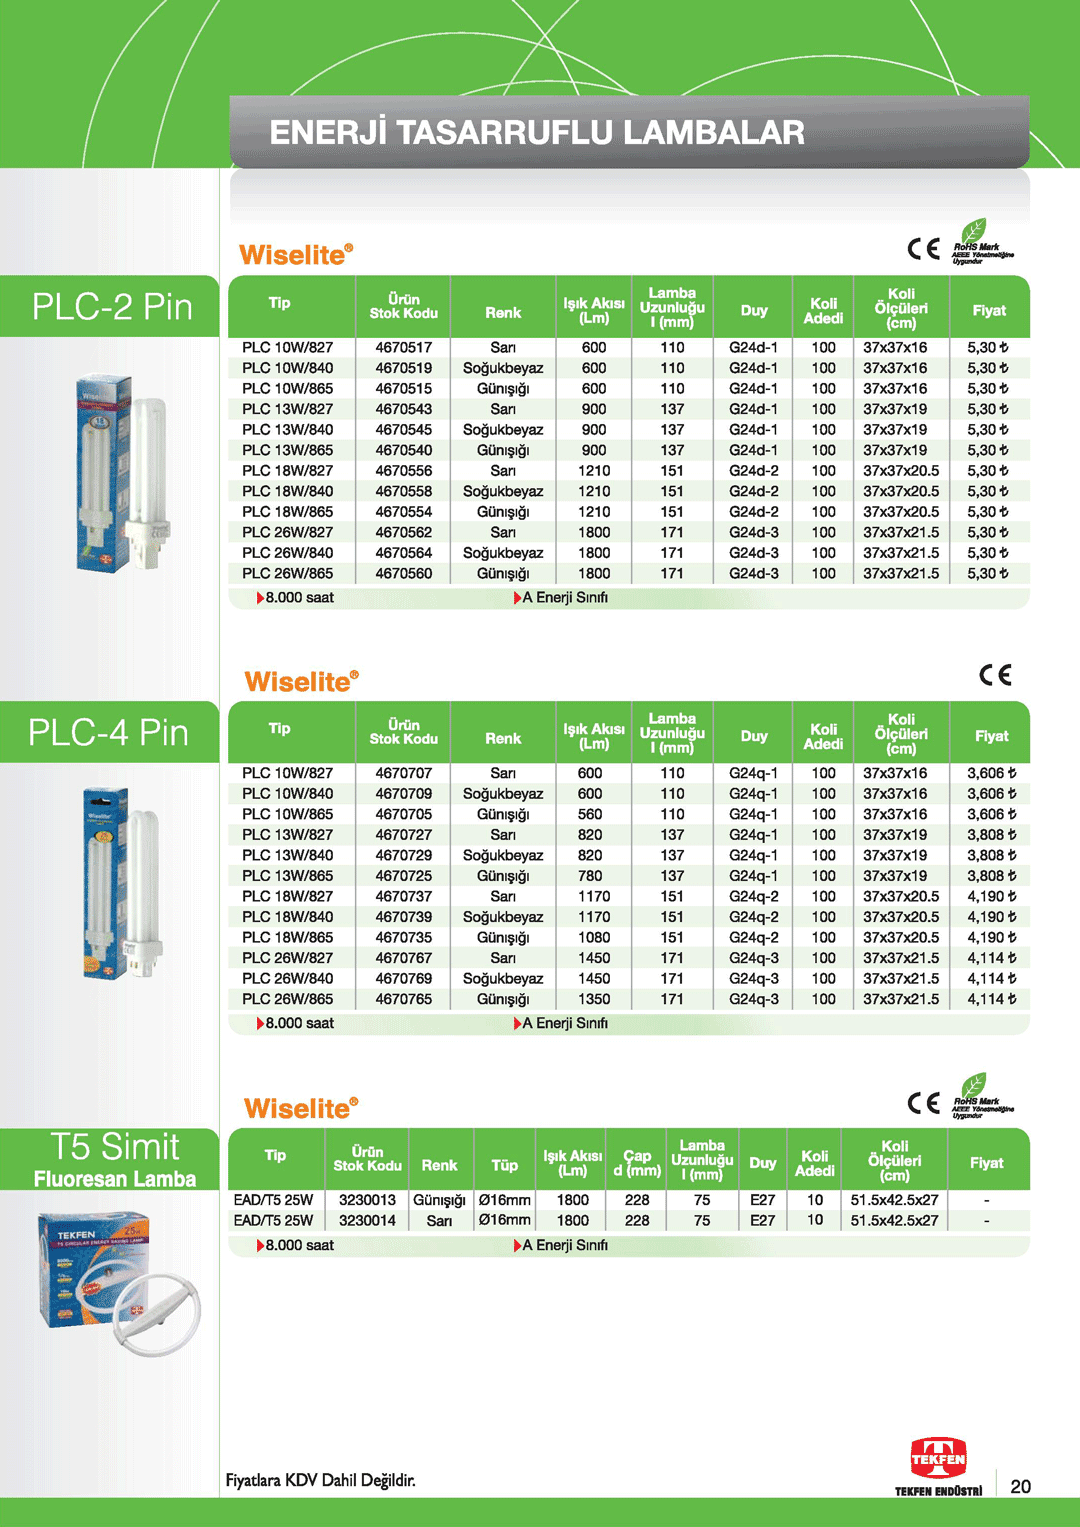 ENERJİ TASARRUFLU LAMBALAR
Wiselite®
CE
RoHS Mark
AEEE Yönetmeliğine
Uygundur
PLC-2 Pin
Tip Ürün Stok Kodu Renk Işık Akısı (Lm) Lamba Uzunluğu l (mm) Duy Koli Adedi Koli Ölçüleri (cm) Fiyat
PLC 10W/827 4670517 Sarı 600 110 G24d-1 100 37x37x16 5,30 ₺
PLC 10W/840 4670519 Soğukbeyaz 600 110 G24d-1 100 37x37x16 5,30 ₺
PLC 10W/865 4670515 Günışığı 600 110 G24d-1 100 37x37x16 5,30 ₺
PLC 13W/827 4670543 Sarı 900 137 G24d-1 100 37x37x19 5,30 ₺
PLC 13W/840 4670545 Soğukbeyaz 900 137 G24d-1 100 37x37x19 5,30 ₺
PLC 13W/865 4670540 Günışığı 900 137 G24d-1 100 37x37x19 5,30 ₺
PLC 18W/827 4670556 Sarı 1210 151 G24d-2 100 37x37x20.5 5,30 ₺
PLC 18W/840 4670558 Soğukbeyaz 1210 151 G24d-2 100 37x37x20.5 5,30 ₺
PLC 18W/865 4670554 Günışığı 1210 151 G24d-2 100 37x37x20.5 5,30 ₺
PLC 26W/827 4670562 Sarı 1800 171 G24d-3 100 37x37x21.5 5,30 ₺
PLC 26W/840 4670564 Soğukbeyaz 1800 171 G24d-3 100 37x37x21.5 5,30 ₺
PLC 26W/865 4670560 Günışığı 1800 171 G24d-3 100 37x37x21.5 5,30 ₺
8.000 saat A Enerji Sınıfı
Wiselite®
CE
PLC-4 Pin
Tip Ürün Stok Kodu Renk Işık Akısı (Lm) Lamba Uzunluğu l (mm) Duy Koli Adedi Koli Ölçüleri (cm) Fiyat
PLC 10W/827 4670707 Sarı 600 110 G24q-1 100 37x37x16 3,606 ₺
PLC 10W/840 4670709 Soğukbeyaz 600 110 G24q-1 100 37x37x16 3,606 ₺
PLC 10W/865 4670705 Günışığı 560 110 G24q-1 100 37x37x16 3,606 ₺
PLC 13W/827 4670727 Sarı 820 137 G24q-1 100 37x37x19 3,808 ₺
PLC 13W/840 4670729 Soğukbeyaz 820 137 G24q-1 100 37x37x19 3,808 ₺
PLC 13W/865 4670725 Günışığı 780 137 G24q-1 100 37x37x19 3,808 ₺
PLC 18W/827 4670737 Sarı 1170 151 G24q-2 100 37x37x20.5 4,190 ₺
PLC 18W/840 4670739 Soğukbeyaz 1170 151 G24q-2 100 37x37x20.5 4,190 ₺
PLC 18W/865 4670735 Günışığı 1080 151 G24q-2 100 37x37x20.5 4,190 ₺
PLC 26W/827 4670767 Sarı 1450 171 G24q-3 100 37x37x21.5 4,114 ₺
PLC 26W/840 4670769 Soğukbeyaz 1450 171 G24q-3 100 37x37x21.5 4,114 ₺
PLC 26W/865 4670765 Günışığı 1350 171 G24q-3 100 37x37x21.5 4,114 ₺
8.000 saat A Enerji Sınıfı
Wiselite®
CE
RoHS Mark
AEEE Yönetmeliğine
Uygundur
T5 Simit
Fluoresan Lamba
Tip Ürün Stok Kodu Renk Tüp Işık Akısı (Lm) Çap d (mm) Lamba Uzunluğu l (mm) Duy Koli Adedi Koli Ölçüleri (cm) Fiyat
EAD/T5 25W 3230013 Günışığı Ø16mm 1800 228 75 E27 10 51.5x42.5x27 -
EAD/T5 25W 3230014 Sarı Ø16mm 1800 228 75 E27 10 51.5x42.5x27 -
8.000 saat A Enerji Sınıfı
TEKFEN
Fiyatlara KDV Dahil Değildir.
TEKFEN
TEKFEN ENDÜSTRİ
20